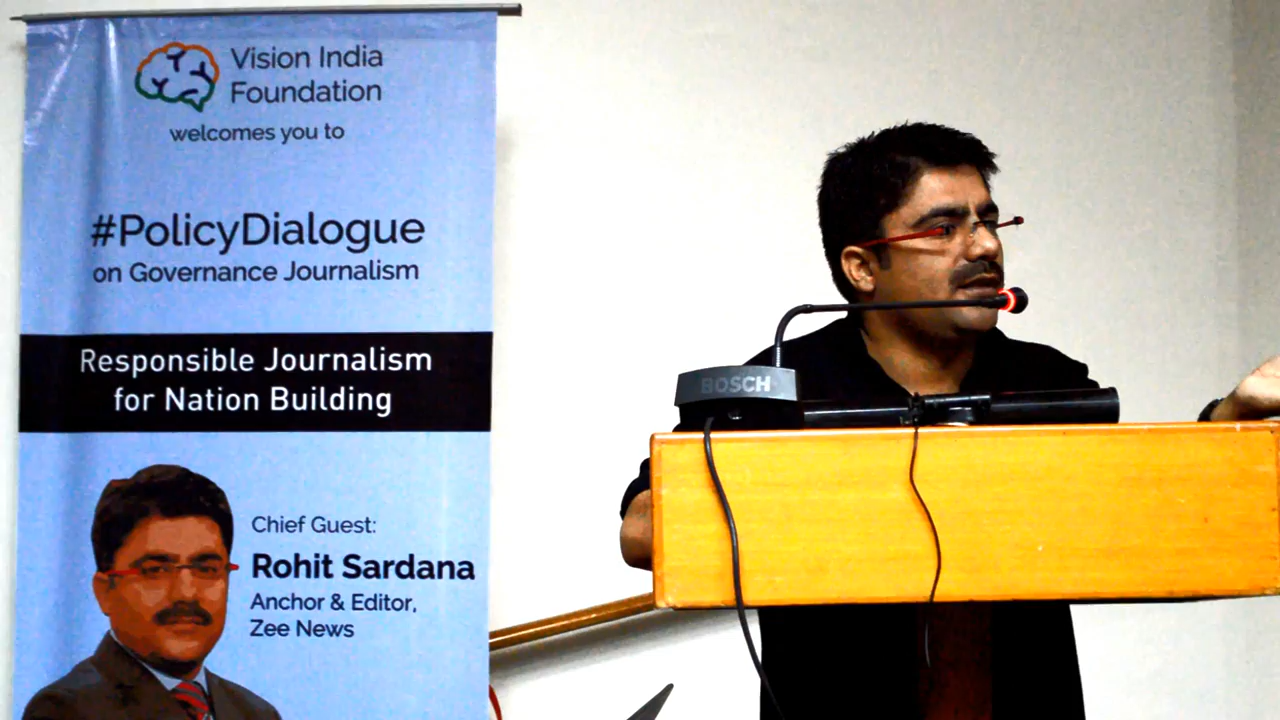 Vision India
Foundation
welcomes you to
#PolicyDialogue
on Governance Journalism
Responsible Journalism
for Nation Building
Chief Guest:
Rohit Sardana
Anchor & Editor,
Zee News
BOSCH